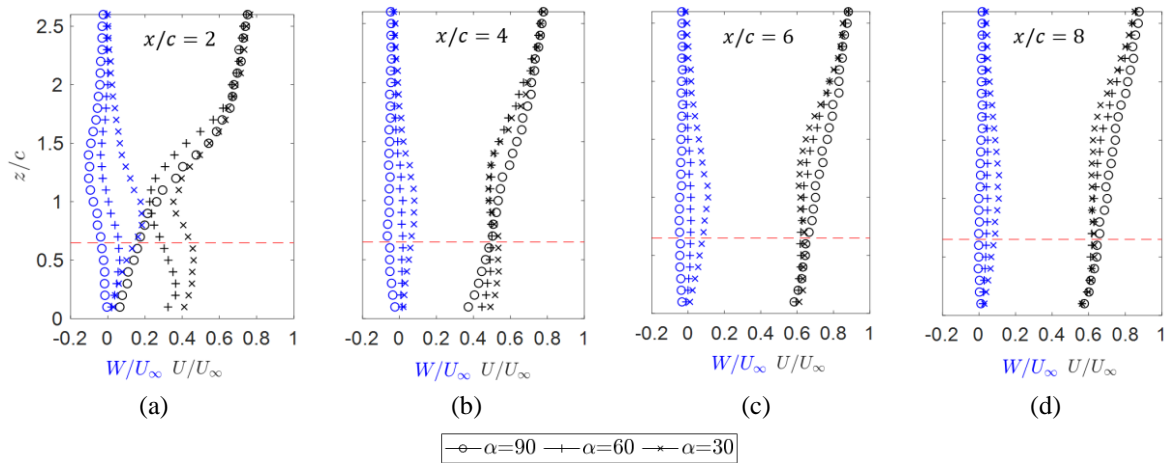 2.5
2
1.5
1
0.5
0
z/c
x/c = 2
x/c = 4
x/c = 6
x/c = 8
-0.2 0 0.2 0.4 0.6 0.8 1
-0.2 0 0.2 0.4 0.6 0.8 1
-0.2 0 0.2 0.4 0.6 0.8 1
-0.2 0 0.2 0.4 0.6 0.8 1
W/U∞ U/U∞
W/U∞ U/U∞
W/U∞ U/U∞
W/U∞ U/U∞
(a)
(b)
(c)
(d)
α=90 α=60 α=30